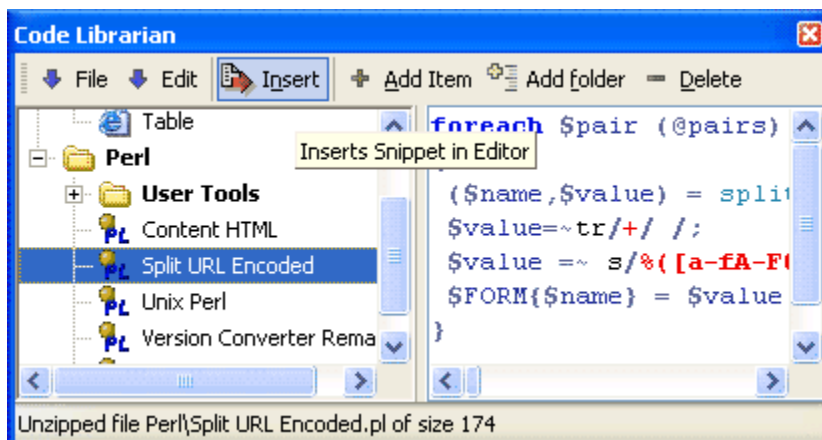 Code Librarian
File Edit Insert Add Item Add folder Delete
Table
Perl
User Tools
Content HTML
Split URL Encoded
Unix Perl
Version Converter Rema
Inserts Snippet in Editor
foreach $pair (@pairs)
($name,$value) = split
$value=~tr/+/ /;
$value =~ s/%([a-fA-F
$FORM{$name} = $value
}
Unzipped file Perl\Split URL Encoded.pl of size 174